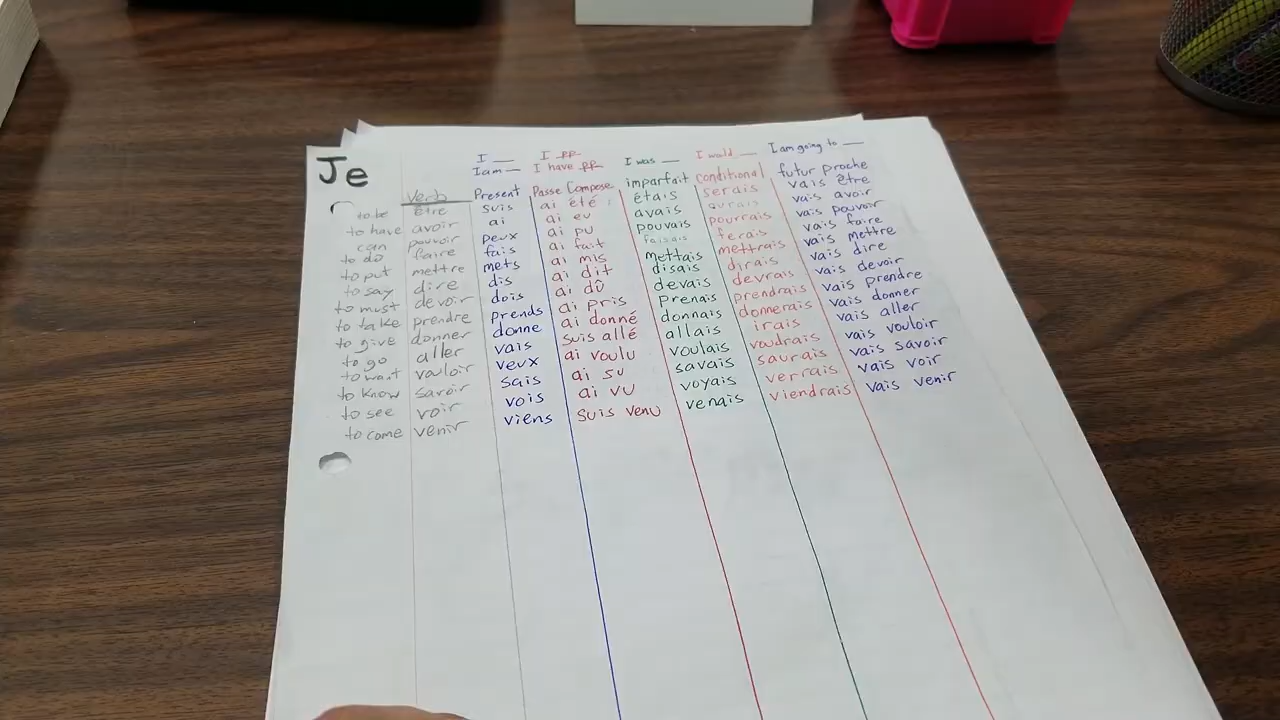 Je
I __ I pp I was __ I would __ I am going to __
I am __ I have pp
verb Present Passe Compose imparfait conditional futur proche
to be être suis ai été étais serais vais être
to have avoir ai ai eu avais aurais vais avoir
can pouvoir peux ai pu pouvais pourrais vais pouvoir
to do faire fais ai fait faisais ferais vais faire
to put mettre mets ai mis mettais mettrais vais mettre
to say dire dis ai dit disais dirais vais dire
to must devoir dois ai dû devais devrais vais devoir
to take prendre prends ai pris prenais prendrais vais prendre
to give donner donne ai donné donnais donnerais vais donner
to go aller vais suis allé allais irais vais aller
to want vouloir veux ai voulu voulais voudrais vais vouloir
to know savoir sais ai su savais saurais vais savoir
to see voir vois ai vu voyais verrais vais voir
to come venir viens suis venu venais viendrais vais venir